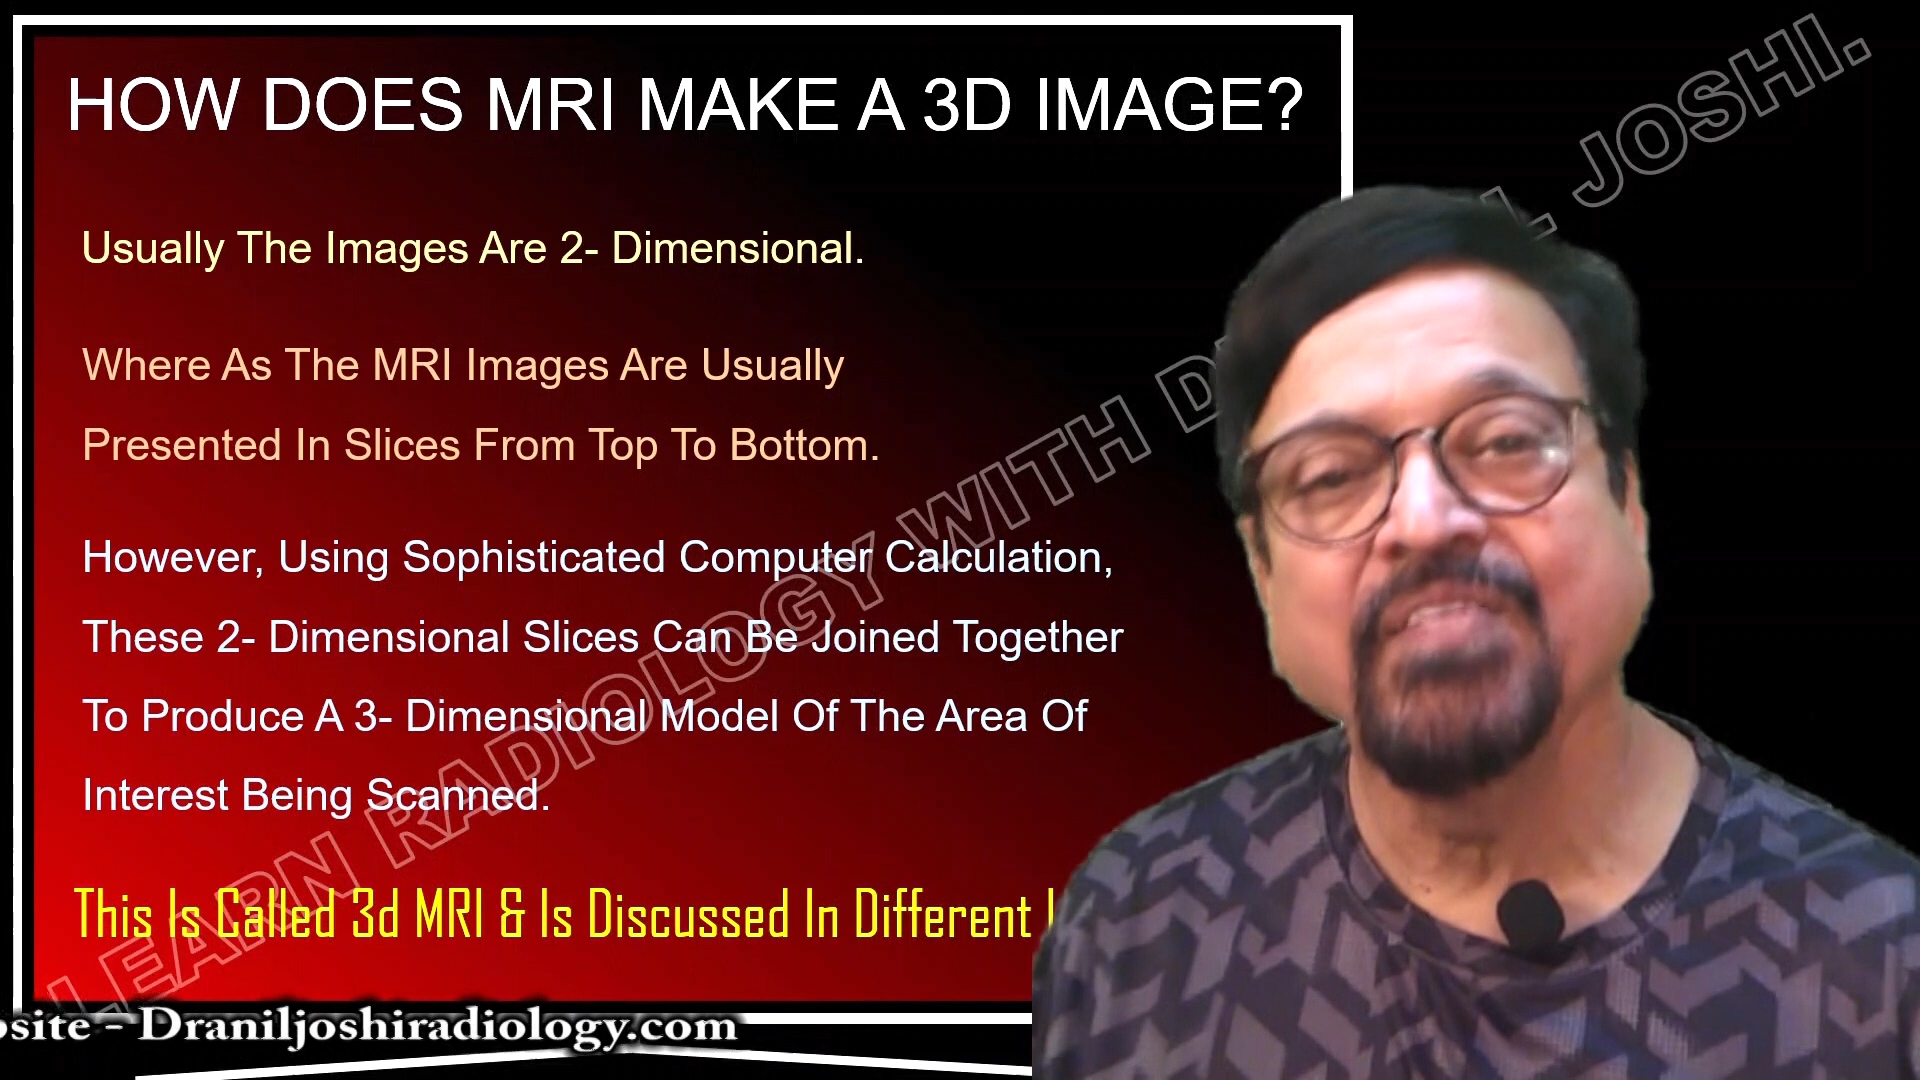 HOW DOES MRI MAKE A 3D IMAGE?
Usually The Images Are 2- Dimensional.
Where As The MRI Images Are Usually
Presented In Slices From Top To Bottom.
However, Using Sophisticated Computer Calculation,
These 2- Dimensional Slices Can Be Joined Together
To Produce A 3- Dimensional Model Of The Area Of
Interest Being Scanned.
This Is Called 3d MRI & Is Discussed In Different
LEARN RADIOLOGY WITH D L JOSHI.
osite - Draniljoshiradiology.com